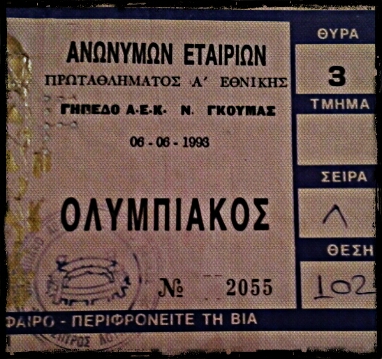 ΑΝΩΝΥΜΩΝ ΕΤΑΙΡΙΩΝ
ΠΡΩΤΑΘΛΗΜΑΤΟΣ Α' ΕΘΝΙΚΗΣ
ΓΗΠΕΔΟ Α.Ε.Κ. Ν. ΓΚΟΥΜΑΣ
06-06-1993
ΟΛΥΜΠΙΑΚΟΣ
№ 2055
ΦΑΙΡΟ - ΠΕΡΙΦΡΟΝΕΙΤΕ ΤΗ ΒΙΑ
ΘΥΡΑ
3
ΤΜΗΜΑ
ΣΕΙΡΑ
Λ
ΘΕΣΗ
102